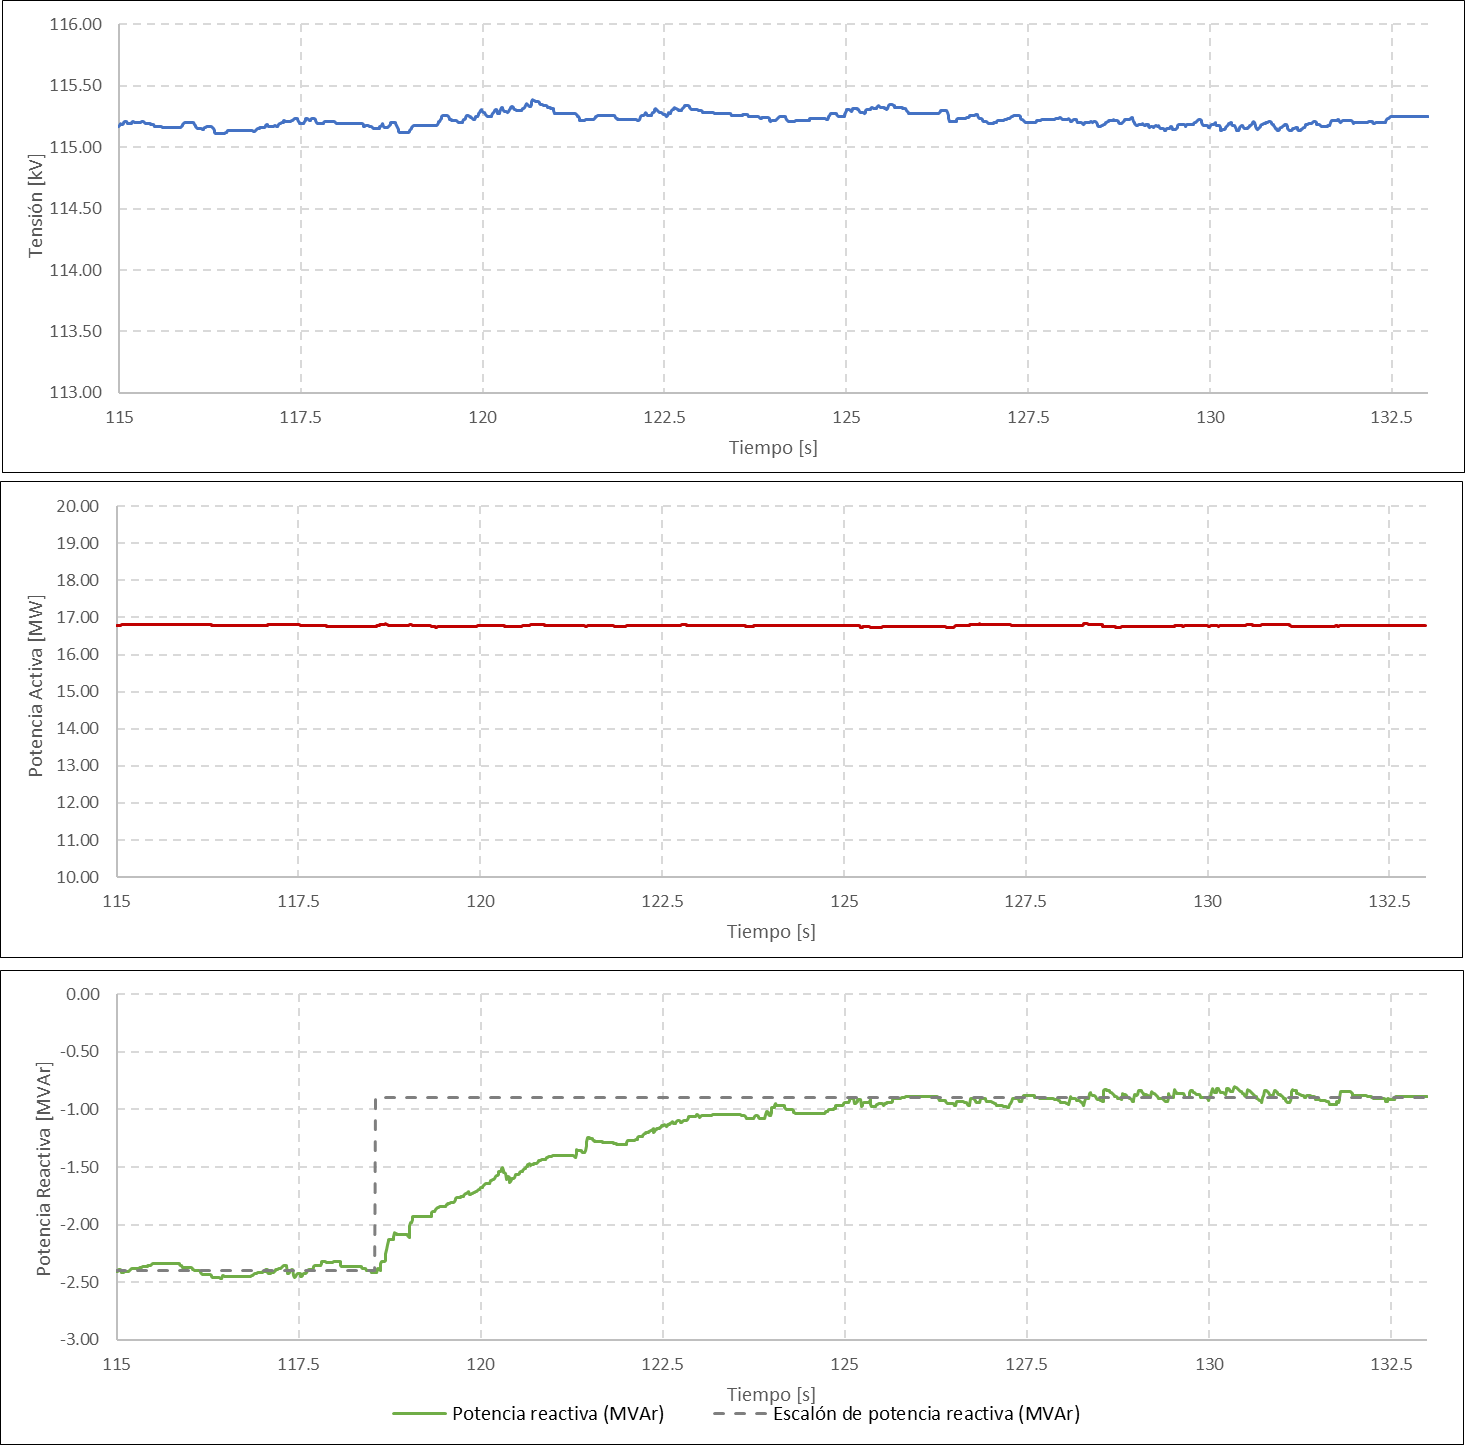 116.00
115.50
115.00
114.50
114.00
113.50
113.00
Tensión [kV]
115 117.5 120 122.5 125 127.5 130 132.5
Tiempo [s]
20.00
19.00
18.00
17.00
16.00
15.00
14.00
13.00
12.00
11.00
10.00
Potencia Activa [MW]
115 117.5 120 122.5 125 127.5 130 132.5
Tiempo [s]
0.00
-0.50
-1.00
-1.50
-2.00
-2.50
-3.00
Potencia Reactiva [MVAr]
115 117.5 120 122.5 125 127.5 130 132.5
Tiempo [s]
Potencia reactiva (MVAr) Escalón de potencia reactiva (MVAr)